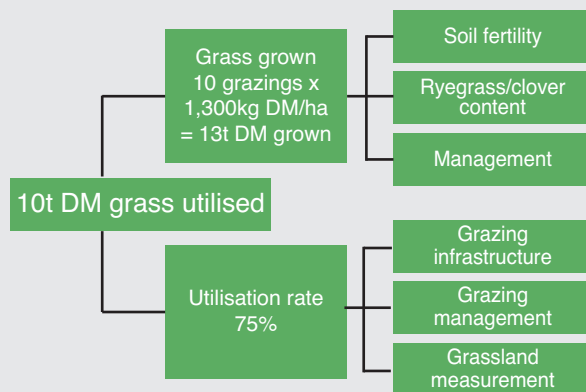 10t DM grass utilised
Grass grown
10 grazings x
1,300kg DM/ha
= 13t DM grown
Soil fertility
Ryegrass/clover
content
Management
Utilisation rate
75%
Grazing
infrastructure
Grazing
management
Grassland
measurement